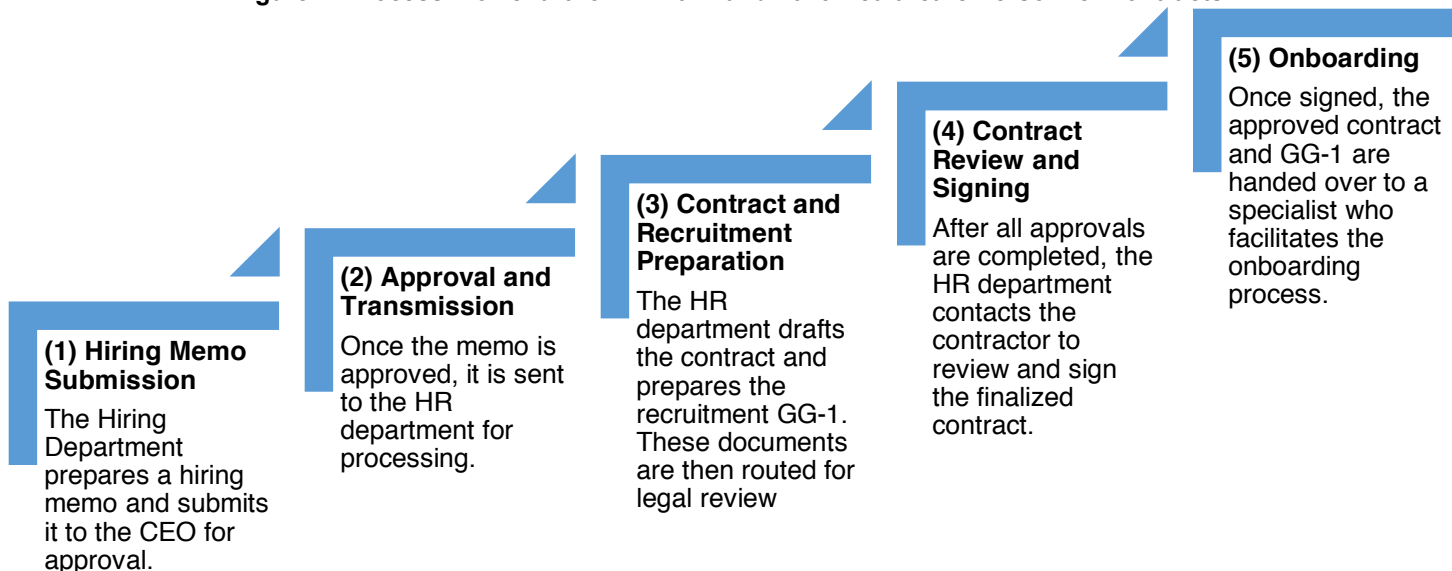 (1) Hiring Memo
Submission
The Hiring
Department
prepares a hiring
memo and submits
it to the CEO for
approval.
(2) Approval and
Transmission
Once the memo is
approved, it is sent
to the HR
department for
processing.
(3) Contract and
Recruitment
Preparation
The HR
department drafts
the contract and
prepares the
recruitment GG-1.
These documents
are then routed for
legal review
(4) Contract
Review and
Signing
After all approvals
are completed, the
HR department
contacts the
contractor to
review and sign
the finalized
contract.
(5) Onboarding
Once signed, the
approved contract
and GG-1 are
handed over to a
specialist who
facilitates the
onboarding
process.